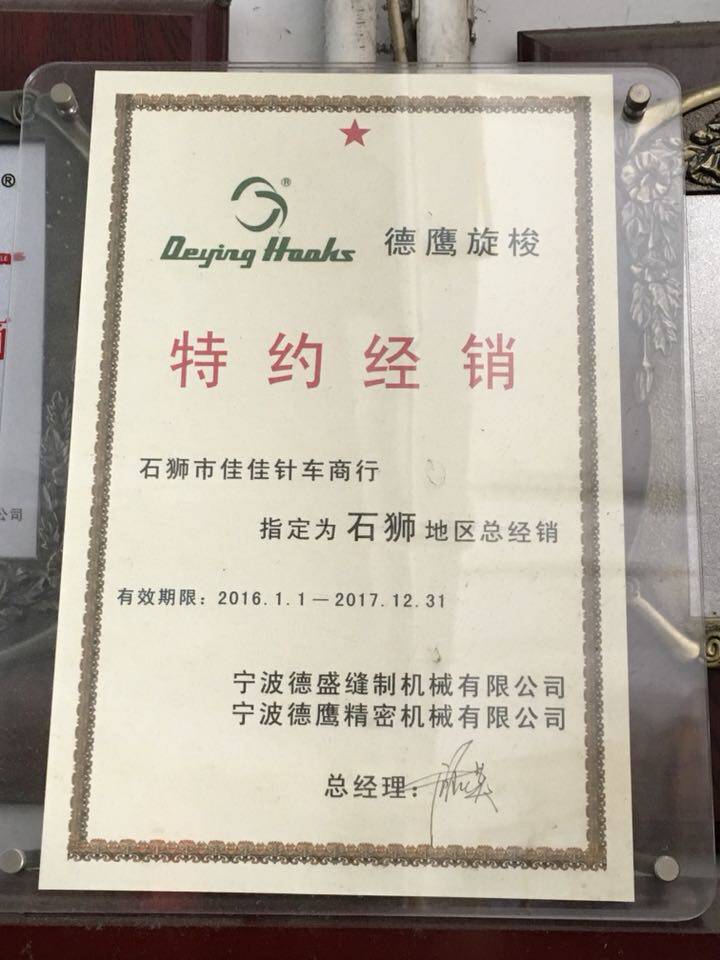 ®
Deying Hooks 德鹰旋梭
特约经销
石狮市佳佳针车商行
指定为石狮地区总经销
有效期限：2016.1.1－2017.12.31
宁波德盛缝制机械有限公司
宁波德鹰精密机械有限公司
总经理：
®
公司